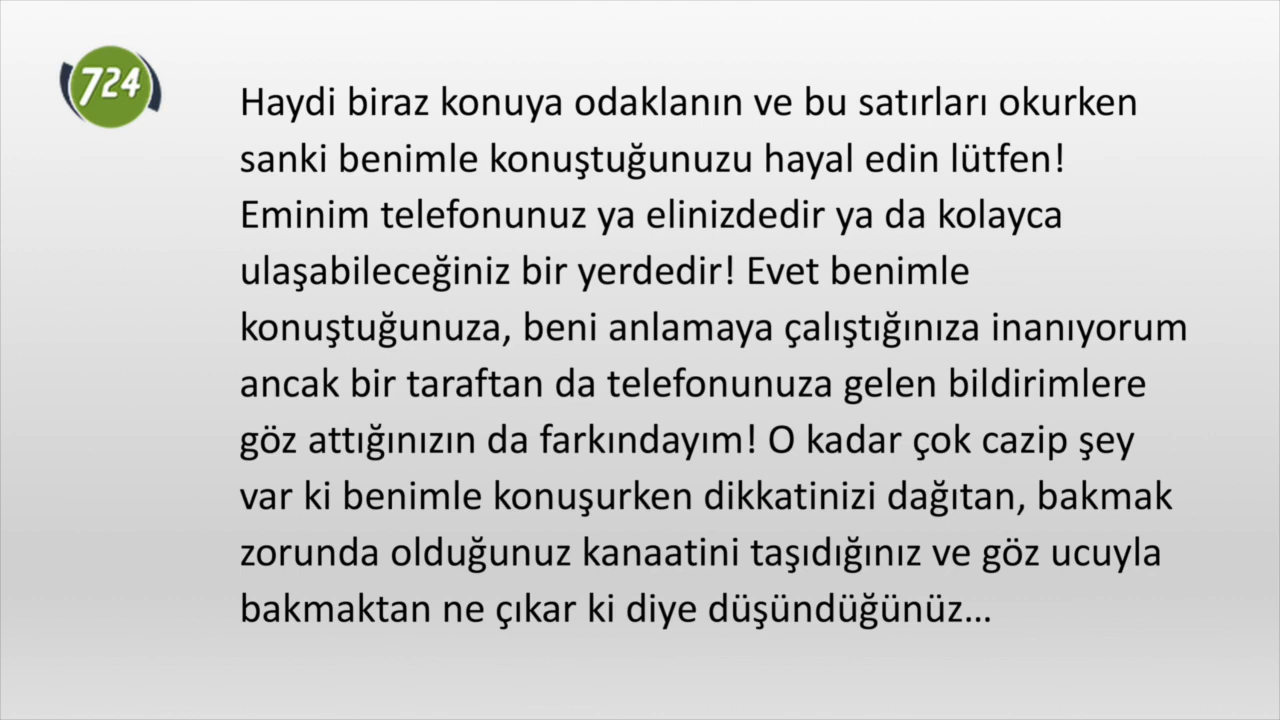 724
Haydi biraz konuya odaklanın ve bu satırları okurken
sanki benimle konuştuğunuzu hayal edin lütfen!
Eminim telefonunuz ya elinizdedir ya da kolayca
ulaşabileceğiniz bir yerdedir! Evet benimle
konuştuğunuza, beni anlamaya çalıştığınıza inanıyorum
ancak bir taraftan da telefonunuza gelen bildirimlere
göz attığınızın da farkındayım! O kadar çok cazip şey
var ki benimle konuşurken dikkatinizi dağıtan, bakmak
zorunda olduğunuz kanaatini taşıdığınız ve göz ucuyla
bakmaktan ne çıkar ki diye düşündüğünüz…